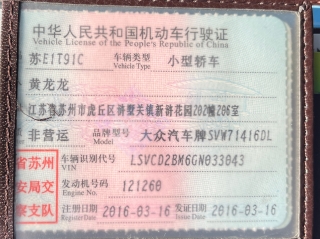 中华人民共和国机动车行驶证
Vehicle License of the People's Republic of China
苏E1T91C 车辆类型 小型轿车
Vehicle Type
黄龙龙
江苏省苏州市虎丘区浒墅关镇新浒花园202幢206室
非营运 品牌型号 大众汽车牌SVW71416DL
Model
省苏州 车辆识别代号 LSVCD2BM6GN033043
VIN
安局交 发动机号码 121260
Engine No.
察支队 注册日期 2016-03-16 发证日期 2016-03-16
Register Date Issue Date